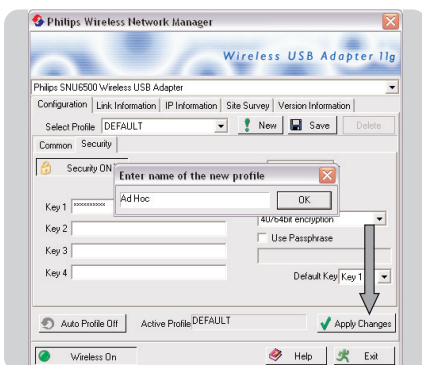 Philips Wireless Network Manager
Wireless USB Adapter 11g
Philips SNU6500 Wireless USB Adapter
Configuration Link Information IP Information Site Survey Version Information
Select Profile DEFAULT New Save Delete
Common Security
Security ON
Enter name of the new profile
Ad Hoc OK
Key 1 xxxxxxxxxx
40/64bit encryption
Key 2
Use Passphrase
Key 3
Key 4
Default Key Key 1
Auto Profile Off Active Profile DEFAULT Apply Changes
Wireless On Help Exit